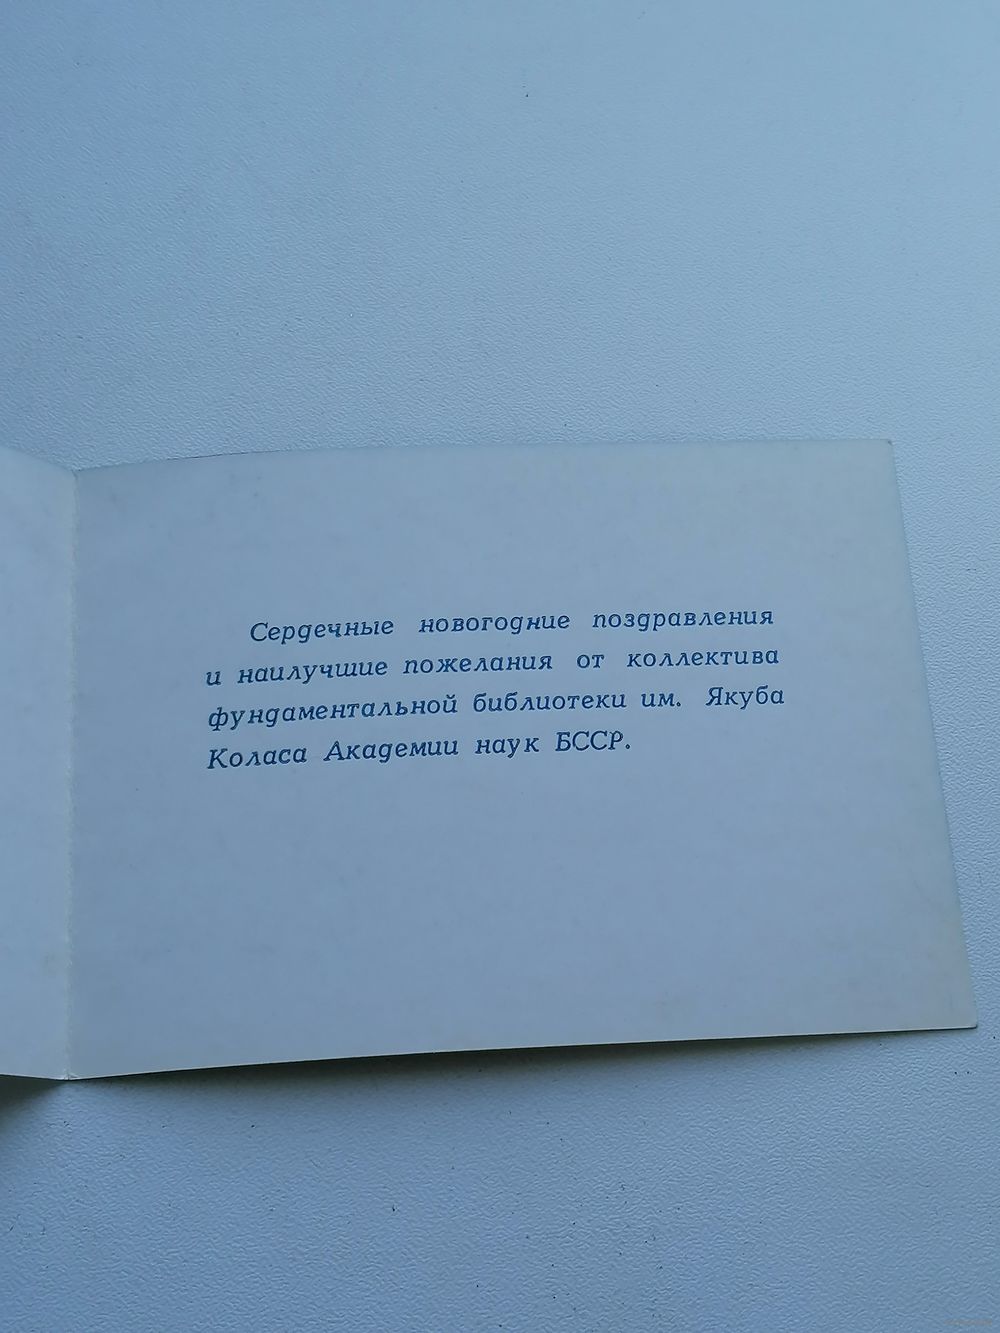 Сердечные новогодние поздравления
и наилучшие пожелания от коллектива
фундаментальной библиотеки им. Якуба
Коласа Академии наук БССР.